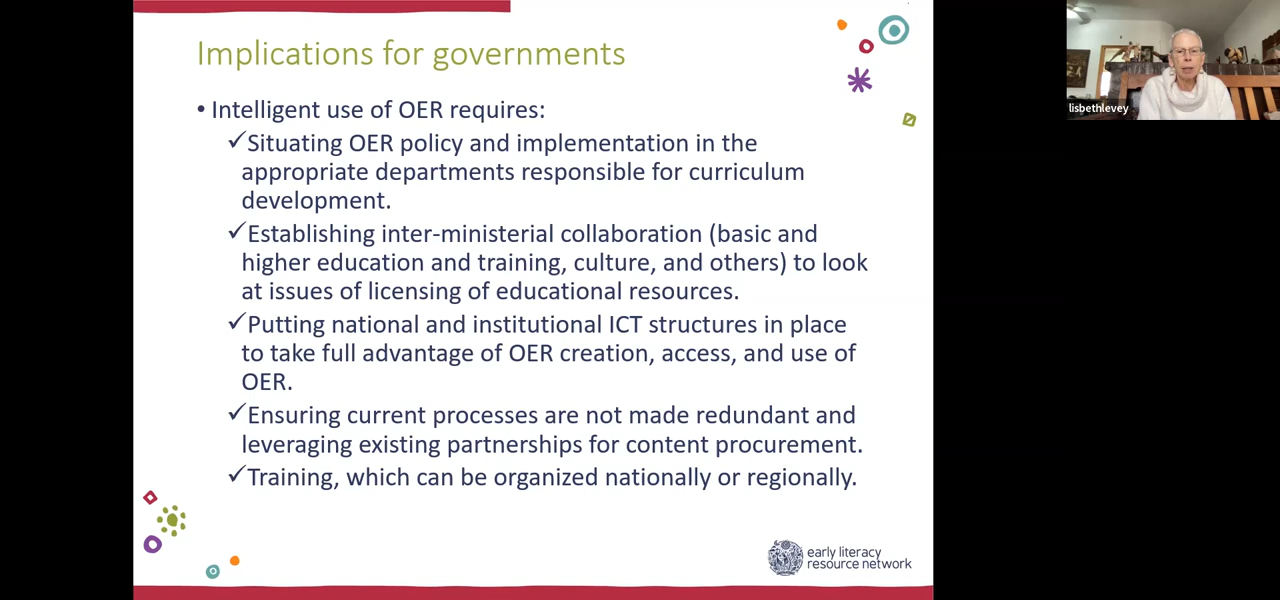 Implications for governments
• Intelligent use of OER requires:
✓Situating OER policy and implementation in the
appropriate departments responsible for curriculum
development.
✓Establishing inter-ministerial collaboration (basic and
higher education and training, culture, and others) to look
at issues of licensing of educational resources.
✓Putting national and institutional ICT structures in place
to take full advantage of OER creation, access, and use of
OER.
✓Ensuring current processes are not made redundant and
leveraging existing partnerships for content procurement.
✓Training, which can be organized nationally or regionally.
early literacy
resource network
lisbethlevey